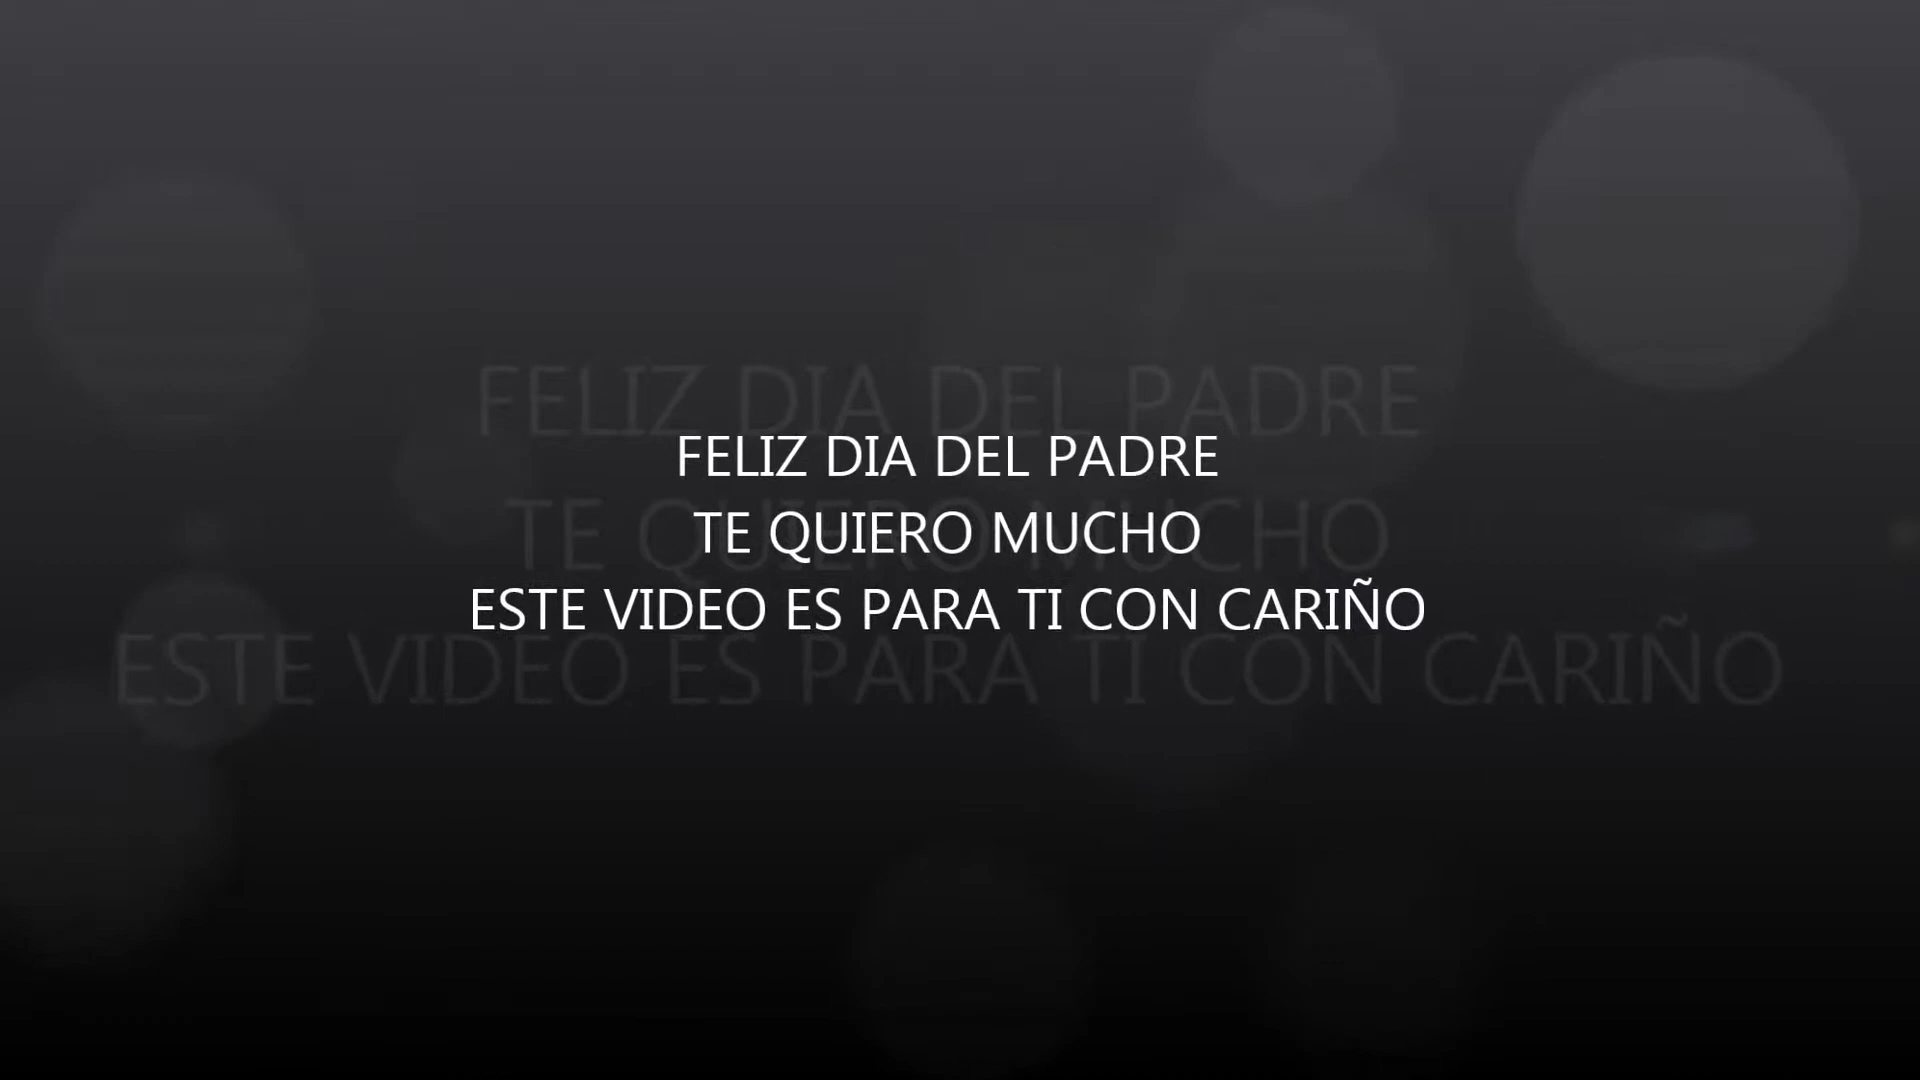 FELIZ DIA DEL PADRE
TE QUIERO MUCHO
ESTE VIDEO ES PARA TI CON CARIÑO